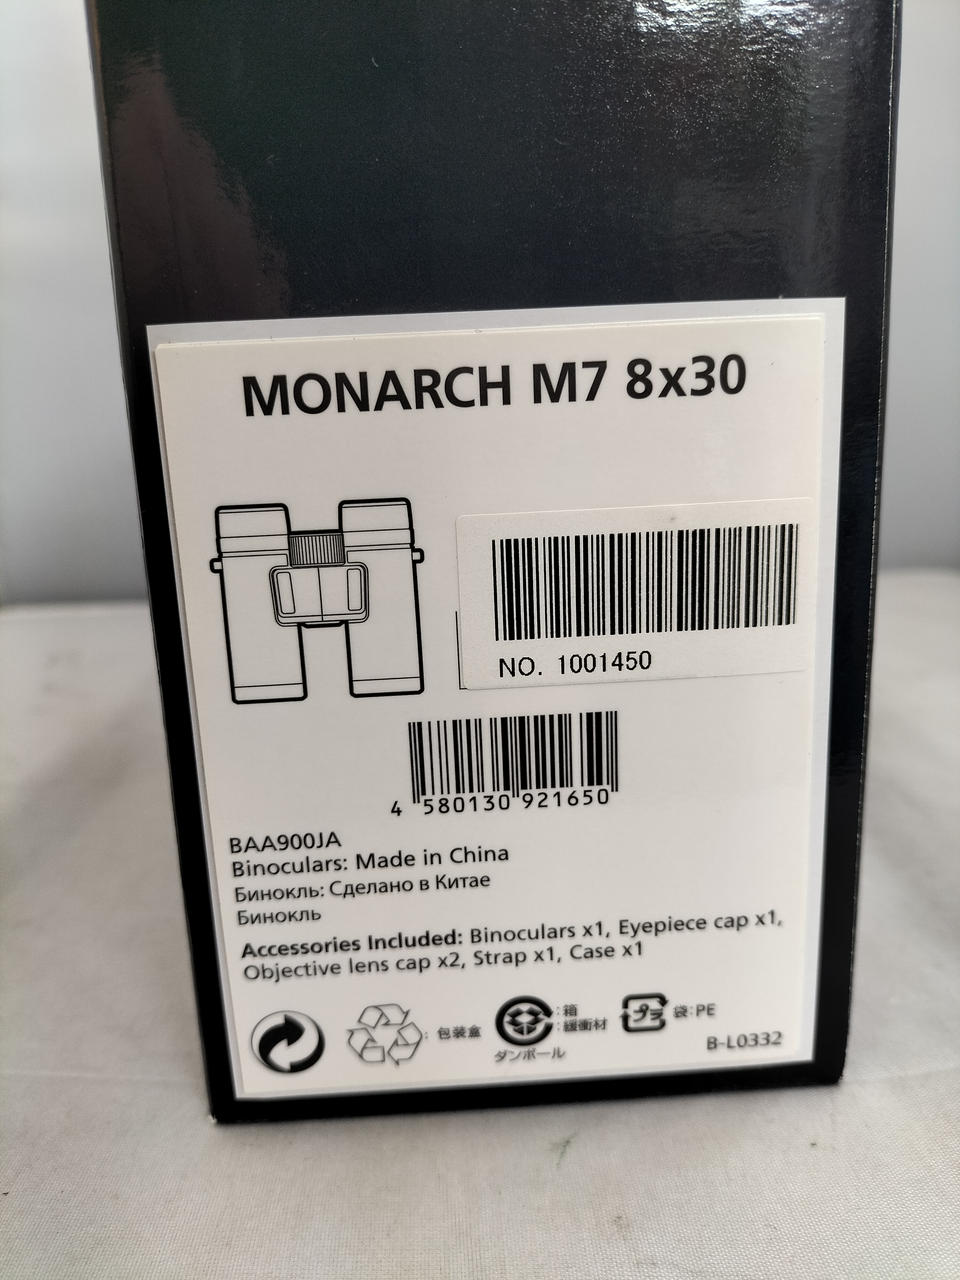 MONARCH M7 8x30
NO. 1001450
4 580130 921650
BAA900JA
Binoculars: Made in China
Бинокль: Сделано в Китае
Бинокль
Accessories Included: Binoculars x1, Eyepiece cap x1,
Objective lens cap x2, Strap x1, Case x1
: 包装盒
: 箱
: 緩衝材
ダンボール
プラ
袋: PE
B-L0332